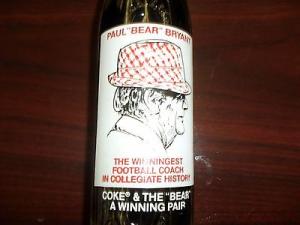 PAUL "BEAR" BRYANT
THE WINNINGEST
FOOTBALL COACH
IN COLLEGIATE HISTORY
COKE® & THE "BEAR"
A WINNING PAIR